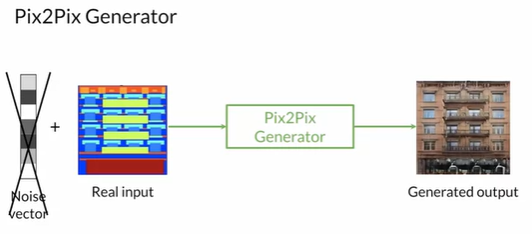 Pix2Pix Generator
+
Pix2Pix
Generator
Noise
vector
Real input
Generated output